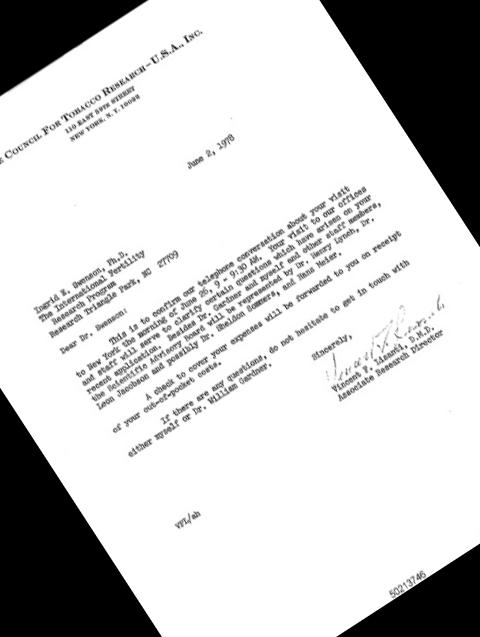 COUNCIL FOR TOBACCO RESEARCH—U.S.A., INC.
110 EAST 59TH STREET
NEW YORK, N. Y. 10022
June 2, 1978
Ingrid E. Swenson, Ph.D.
The International Fertility
Research Program
Research Triangle Park, NC 27709
Dear Dr. Swenson:
This is to confirm our telephone conversation about your visit
to New York the morning of June 26, 9 - 9:30 AM. Your visit to our offices
and staff will serve to clarify certain questions which have arisen on your
recent application. Besides Dr. Gardner and myself and other staff members,
the Scientific Advisory Board will be represented by Dr. Henry Lynch, Dr.
Leon Jacobson and possibly Dr. Sheldon Sommers, and Hans Meier.
A check to cover your expenses will be forwarded to you on receipt
of your out-of-pocket costs.
If there are any questions, do not hesitate to get in touch with
either myself or Dr. William Gardner.
Sincerely,
Vincent F. Lisanti, D.M.D.
Associate Research Director
VFL/ah
50213746